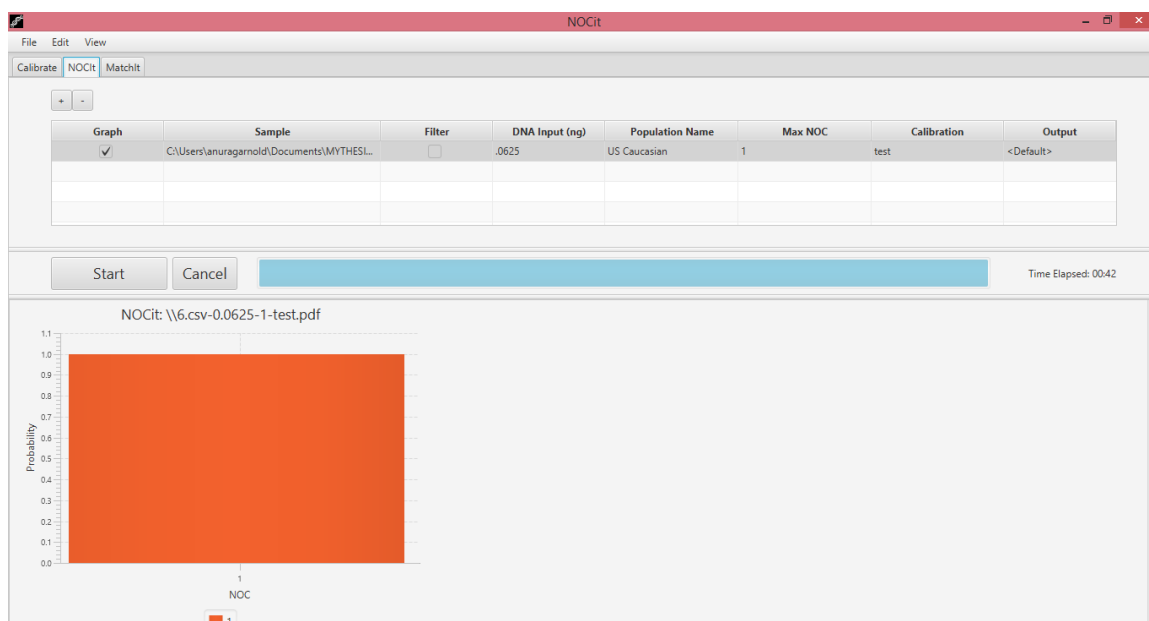 NOCit
File Edit View
Calibrate NOCIt MatchIt
+ -
Graph Sample Filter DNA Input (ng) Population Name Max NOC Calibration Output
C:\Users\anuragarnold\Documents\MYTHESI... .0625 US Caucasian 1 test <Default>
Start Cancel Time Elapsed: 00:42
NOCit: \\6.csv-0.0625-1-test.pdf
1.1
1.0
0.9
0.8
0.7
0.6
0.5
0.4
0.3
0.2
0.1
0.0
Probability
1
NOC
1